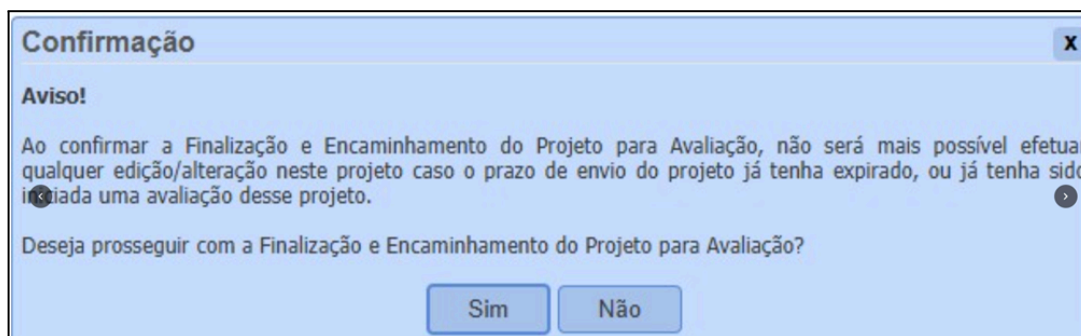 Confirmação
X
Aviso!
Ao confirmar a Finalização e Encaminhamento do Projeto para Avaliação, não será mais possível efetuar
qualquer edição/alteração neste projeto caso o prazo de envio do projeto já tenha expirado, ou já tenha sido
iniciada uma avaliação desse projeto.
Deseja prosseguir com a Finalização e Encaminhamento do Projeto para Avaliação?
Sim
Não